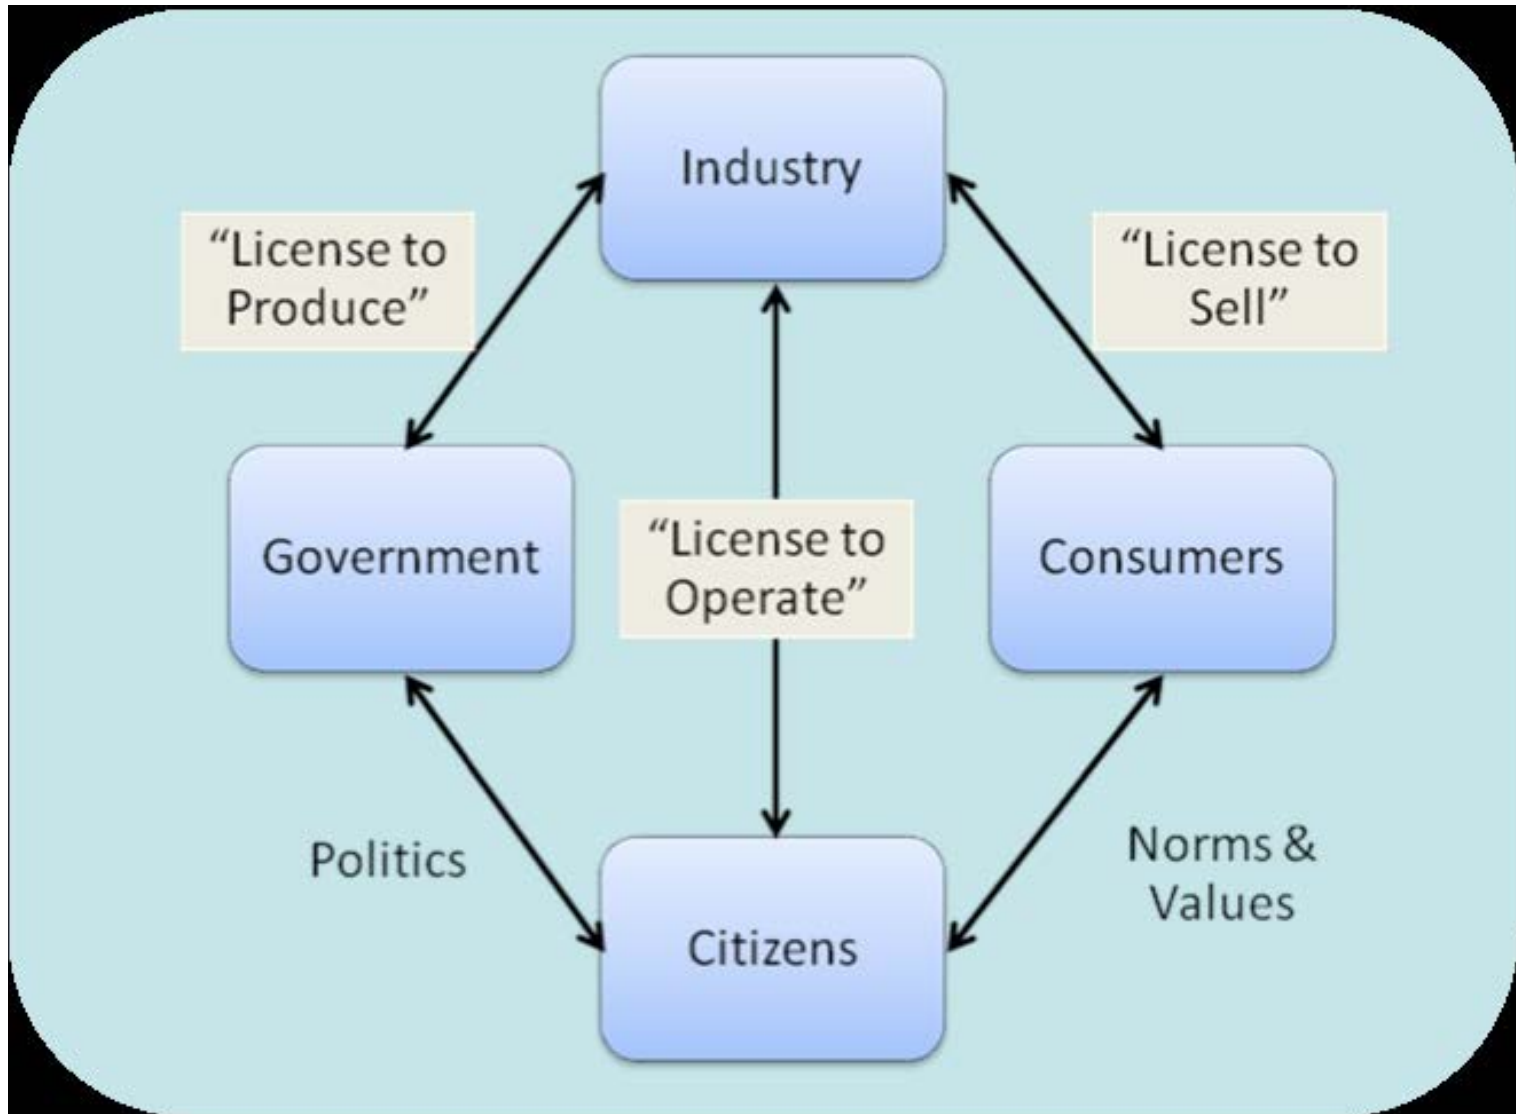 Industry
“License to
Produce”
“License to
Sell”
Government
“License to
Operate”
Consumers
Politics
Norms &
Values
Citizens